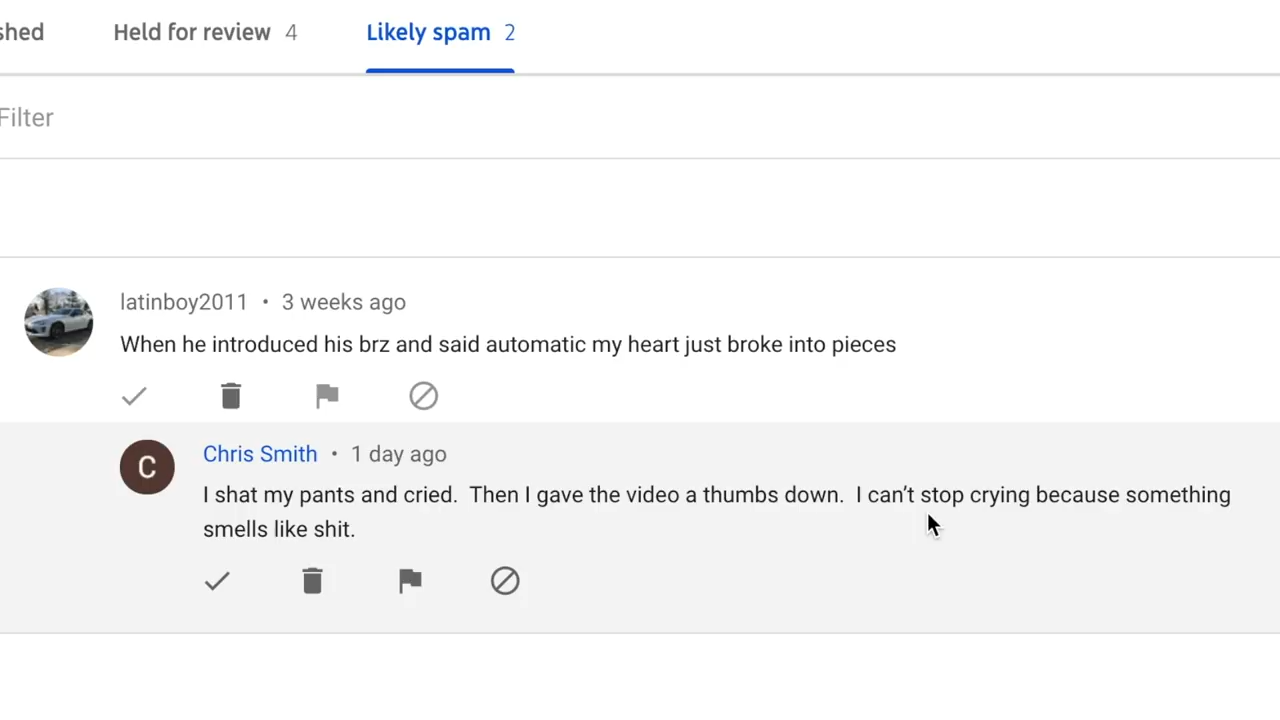 shed Held for review 4 Likely spam 2
Filter
latinboy2011 • 3 weeks ago
When he introduced his brz and said automatic my heart just broke into pieces
C
Chris Smith • 1 day ago
I shat my pants and cried.  Then I gave the video a thumbs down.  I can’t stop crying because something
smells like shit.